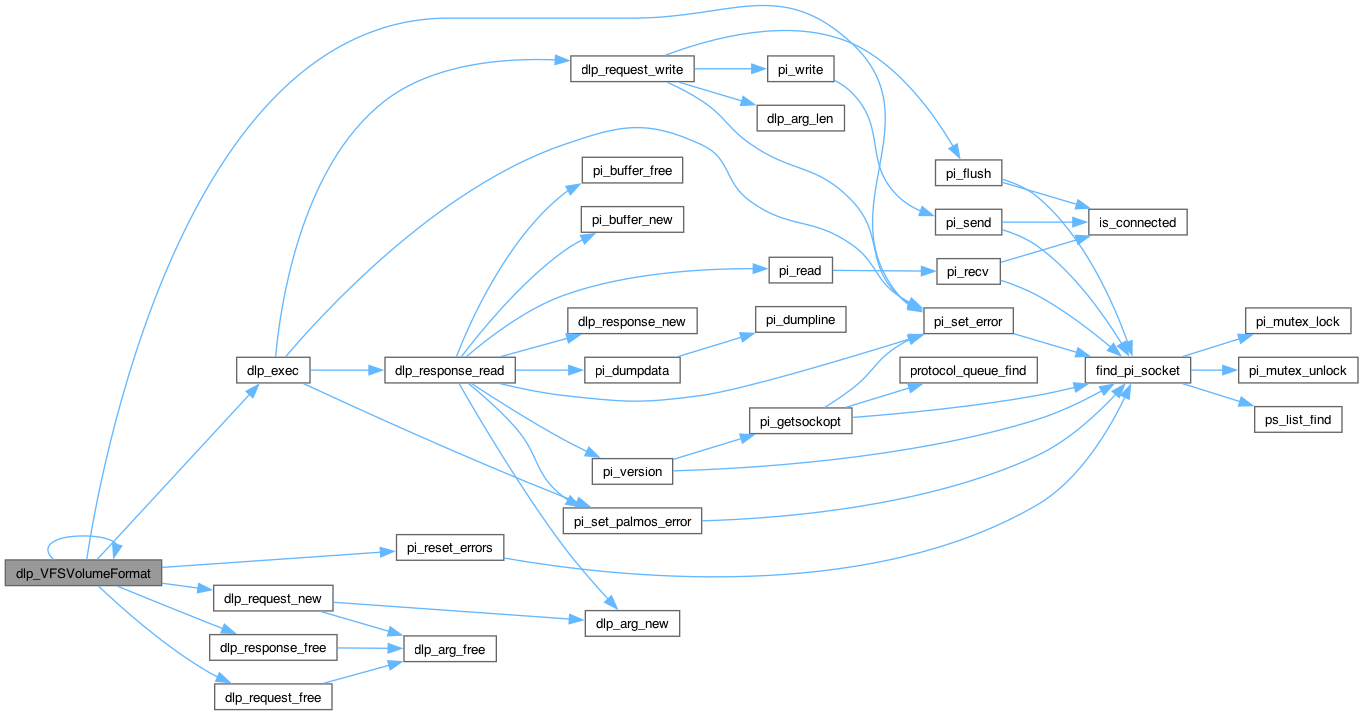 dlp_VFSVolumeFormat
dlp_exec
dlp_request_write
pi_write
dlp_arg_len
pi_flush
pi_send
is_connected
pi_buffer_free
pi_buffer_new
pi_read
pi_recv
dlp_response_new
pi_dumpline
pi_set_error
pi_mutex_lock
dlp_response_read
pi_dumpdata
protocol_queue_find
find_pi_socket
pi_mutex_unlock
pi_getsockopt
ps_list_find
pi_version
pi_set_palmos_error
pi_reset_errors
dlp_request_new
dlp_arg_new
dlp_response_free
dlp_arg_free
dlp_request_free